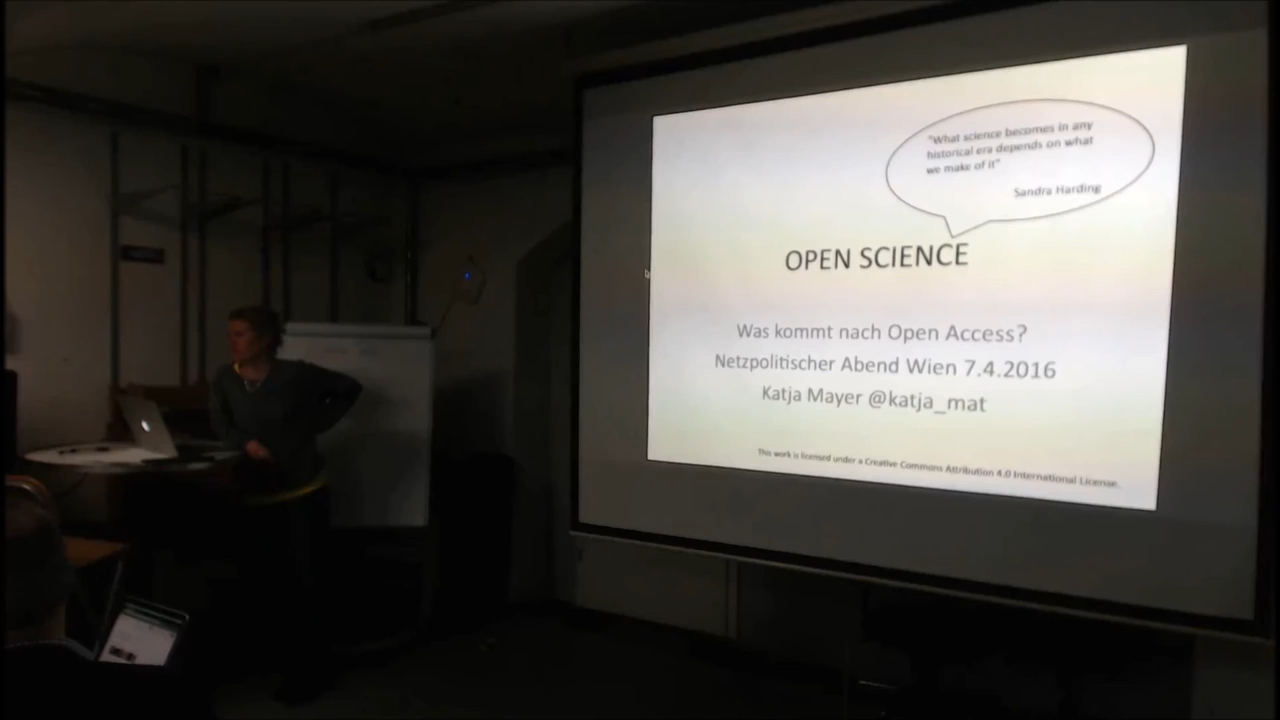 "What science becomes in any
historical era depends on what
we make of it"
Sandra Harding
OPEN SCIENCE
Was kommt nach Open Access?
Netzpolitischer Abend Wien 7.4.2016
Katja Mayer @katja_mat
This work is licensed under a Creative Commons Attribution 4.0 International License.